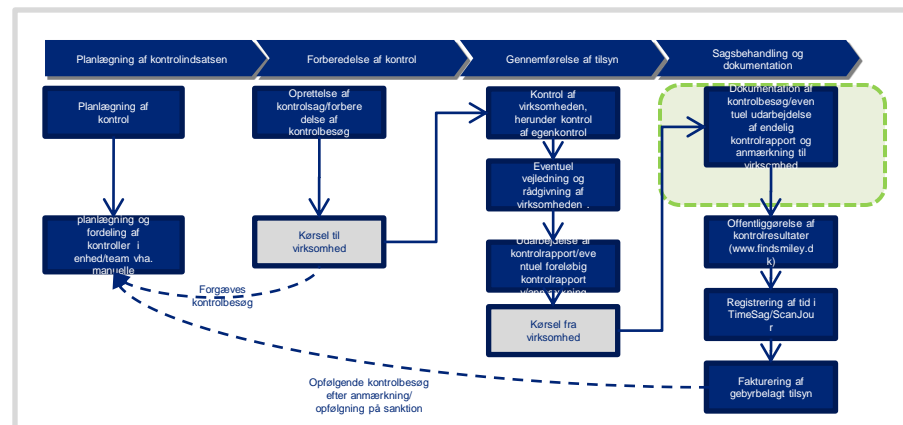 Planlægning af kontrolindsatsen
Forberedelse af kontrol
Gennemførelse af tilsyn
Sagsbehandling og
dokumentation
Planlægning af
kontrol
planlægning og
fordeling af
kontroller i
enhed/team vha.
manuelle
Oprettelse af
kontrolsag/forbere
delse af
kontrolbesøg
Kørsel til
virksomhed
Forgæves
kontrolbesøg
Kontrol af
virksomheden,
herunder kontrol
af egenkontrol
Eventuel
vejledning og
rådgivning af
virksomheden .
Udarbejdelse af
kontrolrapport/eve
ntuel foreløbig
kontrolrapport
Kørsel fra
virksomhed
Dokumentation af
kontrolbesøg/even
tuel udarbejdelse
af endelig
kontrolrapport og
anmærkning til
virksomhed
Offentliggørelse af
kontrolresultater
(www.findsmiley.d
k)
Registrering af tid i
TimeSag/ScanJou
r
Fakturering af
gebyrbelagt tilsyn
Opfølgende kontrolbesøg
efter anmærkning/
opfølgning på sanktion